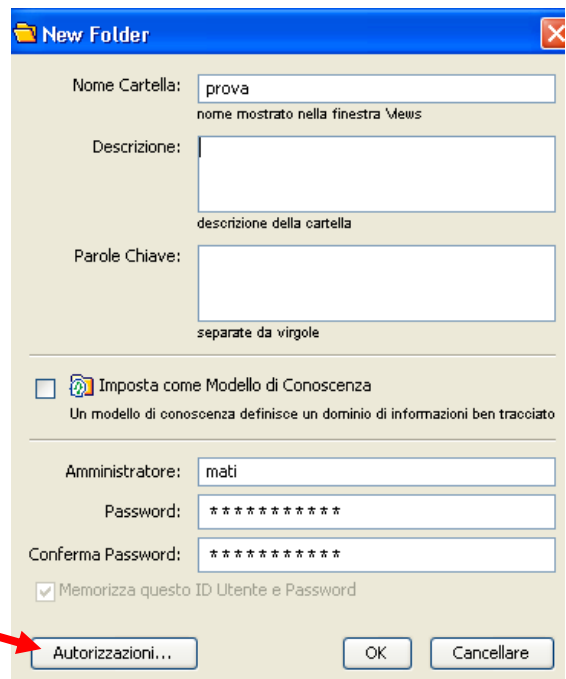 New Folder
Nome Cartella: prova
nome mostrato nella finestra Views
Descrizione:
descrizione della cartella
Parole Chiave:
separate da virgole
Imposta come Modello di Conoscenza
Un modello di conoscenza definisce un dominio di informazioni ben tracciato
Amministratore: mati
Password: ***********
Conferma Password: ***********
Memorizza questo ID Utente e Password
Autorizzazioni... OK Cancellare